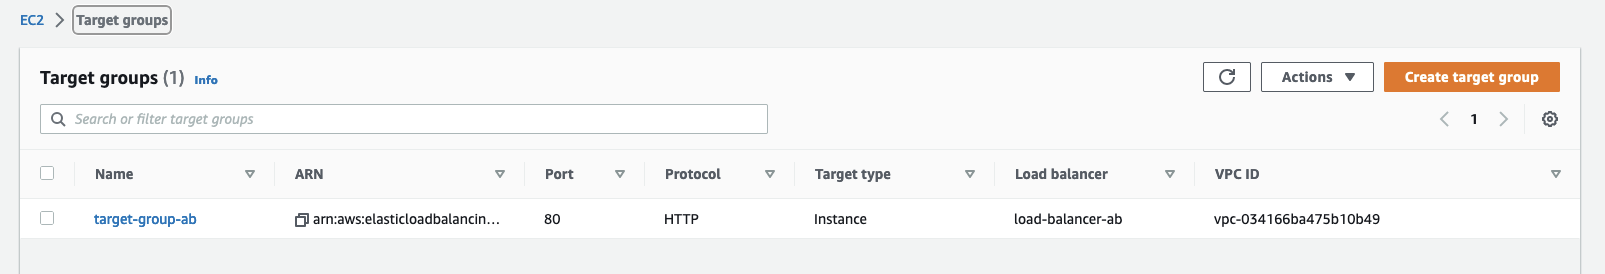 EC2 > Target groups
Target groups (1) Info
Actions
Create target group
Search or filter target groups
1
Name ARN Port Protocol Target type Load balancer VPC ID
target-group-ab arn:aws:elasticloadbalancin... 80 HTTP Instance load-balancer-ab vpc-034166ba475b10b49